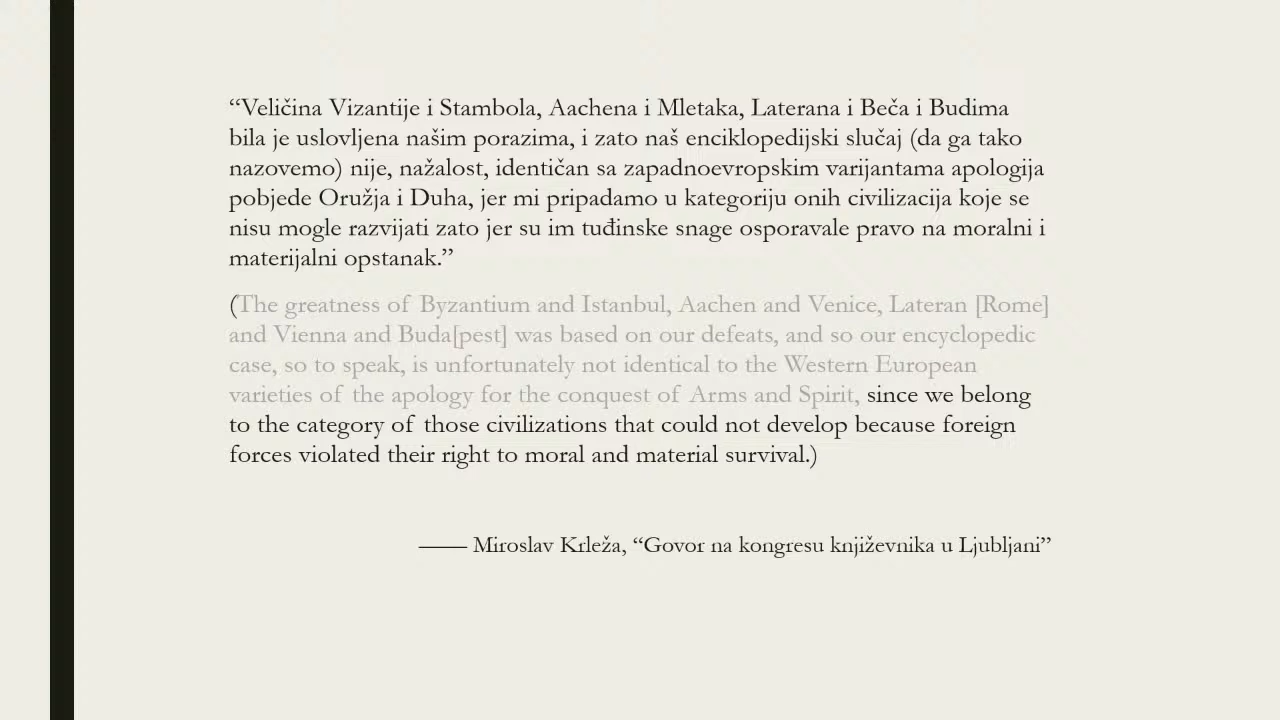 “Veličina Vizantije i Stambola, Aachena i Mletaka, Laterana i Beča i Budima
bila je uslovljena našim porazima, i zato naš enciklopedijski slučaj (da ga tako
nazovemo) nije, nažalost, identičan sa zapadnoevropskim varijantama apologija
pobjede Oružja i Duha, jer mi pripadamo u kategoriju onih civilizacija koje se
nisu mogle razvijati zato jer su im tuđinske snage osporavale pravo na moralni i
materijalni opstanak.”
(The greatness of Byzantium and Istanbul, Aachen and Venice, Lateran [Rome]
and Vienna and Buda[pest] was based on our defeats, and so our encyclopedic
case, so to speak, is unfortunately not identical to the Western European
varieties of the apology for the conquest of Arms and Spirit, since we belong
to the category of those civilizations that could not develop because foreign
forces violated their right to moral and material survival.)
—— Miroslav Krleža, “Govor na kongresu književnika u Ljubljani”